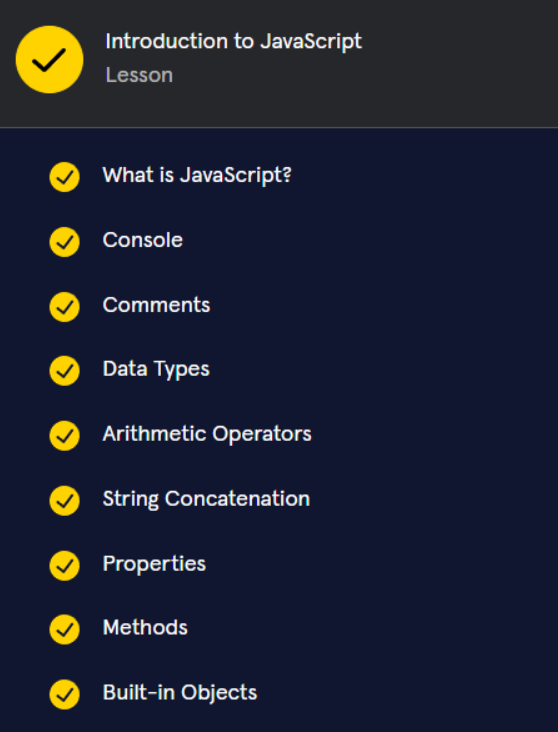 Introduction to JavaScript
Lesson
What is JavaScript?
Console
Comments
Data Types
Arithmetic Operators
String Concatenation
Properties
Methods
Built-in Objects